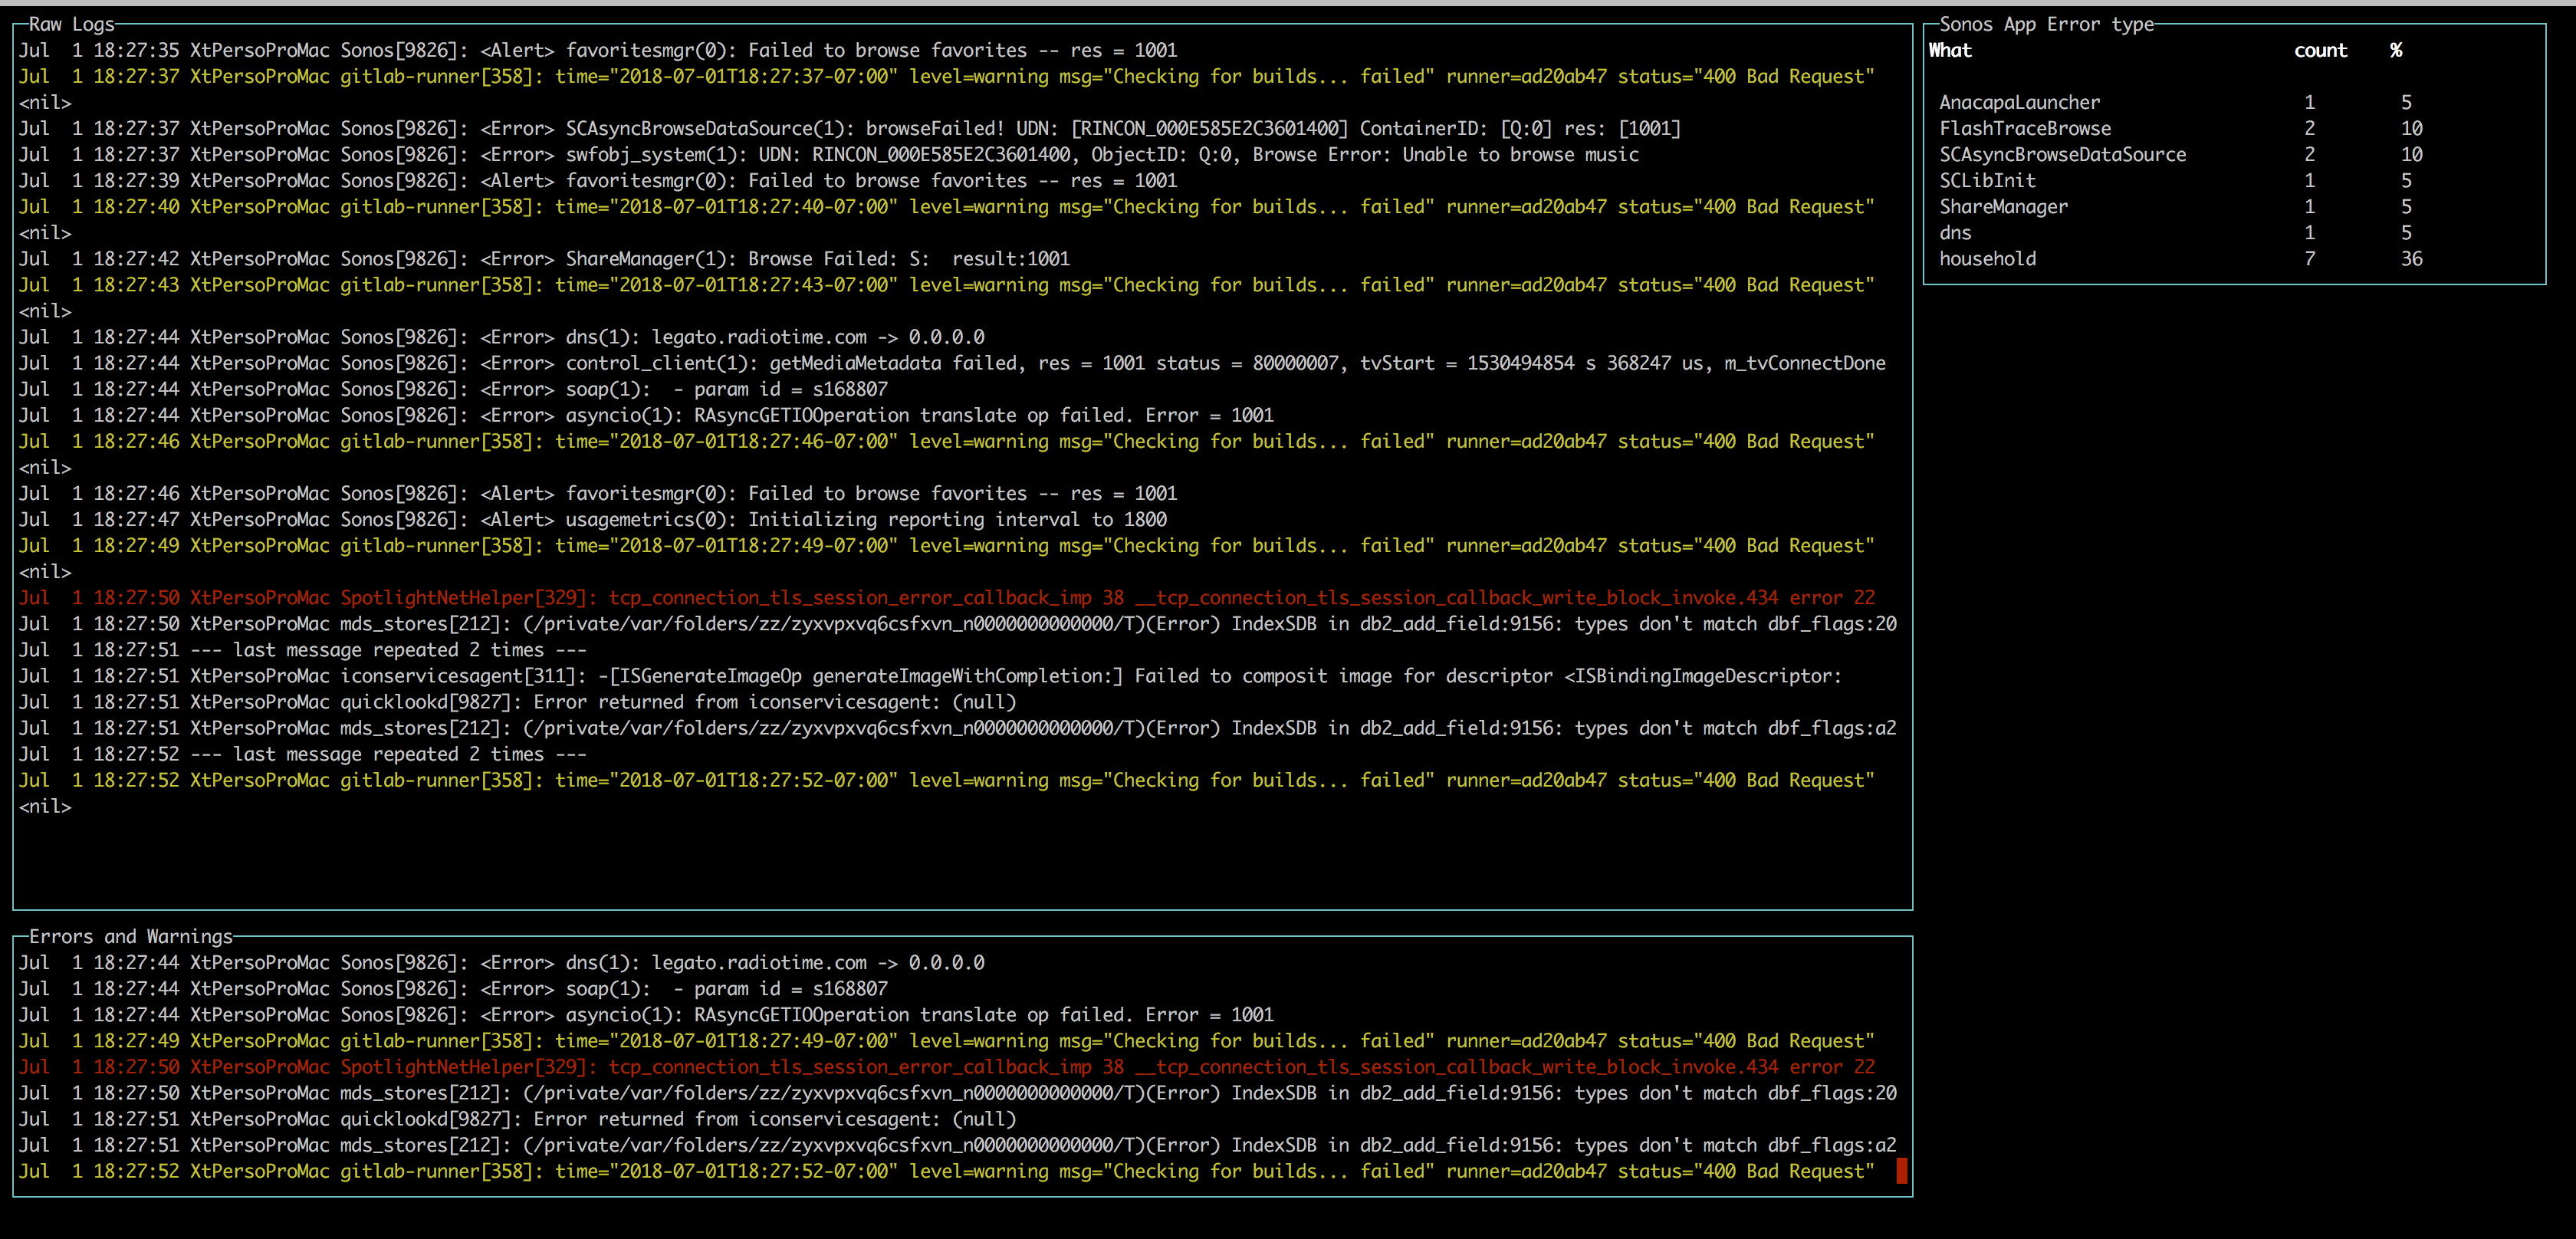 Raw Logs
Jul  1 18:27:35 XtPersoProMac Sonos[9826]: <Alert> favoritesmgr(0): Failed to browse favorites -- res = 1001
Jul  1 18:27:37 XtPersoProMac gitlab-runner[358]: time="2018-07-01T18:27:37-07:00" level=warning msg="Checking for builds... failed" runner=ad20ab47 status="400 Bad Request"
<nil>
Jul  1 18:27:37 XtPersoProMac Sonos[9826]: <Error> SCAsyncBrowseDataSource(1): browseFailed! UDN: [RINCON_000E585E2C3601400] ContainerID: [Q:0] res: [1001]
Jul  1 18:27:37 XtPersoProMac Sonos[9826]: <Error> swfobj_system(1): UDN: RINCON_000E585E2C3601400, ObjectID: Q:0, Browse Error: Unable to browse music
Jul  1 18:27:39 XtPersoProMac Sonos[9826]: <Alert> favoritesmgr(0): Failed to browse favorites -- res = 1001
Jul  1 18:27:40 XtPersoProMac gitlab-runner[358]: time="2018-07-01T18:27:40-07:00" level=warning msg="Checking for builds... failed" runner=ad20ab47 status="400 Bad Request"
<nil>
Jul  1 18:27:42 XtPersoProMac Sonos[9826]: <Error> ShareManager(1): Browse Failed: S:  result:1001
Jul  1 18:27:43 XtPersoProMac gitlab-runner[358]: time="2018-07-01T18:27:43-07:00" level=warning msg="Checking for builds... failed" runner=ad20ab47 status="400 Bad Request"
<nil>
Jul  1 18:27:44 XtPersoProMac Sonos[9826]: <Error> dns(1): legato.radiotime.com -> 0.0.0.0
Jul  1 18:27:44 XtPersoProMac Sonos[9826]: <Error> control_client(1): getMediaMetadata failed, res = 1001 status = 80000007, tvStart = 1530494854 s 368247 us, m_tvConnectDone
Jul  1 18:27:44 XtPersoProMac Sonos[9826]: <Error> soap(1):  - param id = s168807
Jul  1 18:27:44 XtPersoProMac Sonos[9826]: <Error> asyncio(1): RAsyncGETIOOperation translate op failed. Error = 1001
Jul  1 18:27:46 XtPersoProMac gitlab-runner[358]: time="2018-07-01T18:27:46-07:00" level=warning msg="Checking for builds... failed" runner=ad20ab47 status="400 Bad Request"
<nil>
Jul  1 18:27:46 XtPersoProMac Sonos[9826]: <Alert> favoritesmgr(0): Failed to browse favorites -- res = 1001
Jul  1 18:27:47 XtPersoProMac Sonos[9826]: <Alert> usagemetrics(0): Initializing reporting interval to 1800
Jul  1 18:27:49 XtPersoProMac gitlab-runner[358]: time="2018-07-01T18:27:49-07:00" level=warning msg="Checking for builds... failed" runner=ad20ab47 status="400 Bad Request"
<nil>
Jul  1 18:27:50 XtPersoProMac SpotlightNetHelper[329]: tcp_connection_tls_session_error_callback_imp 38 __tcp_connection_tls_session_callback_write_block_invoke.434 error 22
Jul  1 18:27:50 XtPersoProMac mds_stores[212]: (/private/var/folders/zz/zyxvpxvq6csfxvn_n0000000000000/T)(Error) IndexSDB in db2_add_field:9156: types don't match dbf_flags:20
Jul  1 18:27:51 --- last message repeated 2 times ---
Jul  1 18:27:51 XtPersoProMac iconservicesagent[311]: -[ISGenerateImageOp generateImageWithCompletion:] Failed to composit image for descriptor <ISBindingImageDescriptor:
Jul  1 18:27:51 XtPersoProMac quicklookd[9827]: Error returned from iconservicesagent: (null)
Jul  1 18:27:51 XtPersoProMac mds_stores[212]: (/private/var/folders/zz/zyxvpxvq6csfxvn_n0000000000000/T)(Error) IndexSDB in db2_add_field:9156: types don't match dbf_flags:a2
Jul  1 18:27:52 --- last message repeated 2 times ---
Jul  1 18:27:52 XtPersoProMac gitlab-runner[358]: time="2018-07-01T18:27:52-07:00" level=warning msg="Checking for builds... failed" runner=ad20ab47 status="400 Bad Request"
<nil>
Errors and Warnings
Jul  1 18:27:44 XtPersoProMac Sonos[9826]: <Error> dns(1): legato.radiotime.com -> 0.0.0.0
Jul  1 18:27:44 XtPersoProMac Sonos[9826]: <Error> soap(1):  - param id = s168807
Jul  1 18:27:44 XtPersoProMac Sonos[9826]: <Error> asyncio(1): RAsyncGETIOOperation translate op failed. Error = 1001
Jul  1 18:27:49 XtPersoProMac gitlab-runner[358]: time="2018-07-01T18:27:49-07:00" level=warning msg="Checking for builds... failed" runner=ad20ab47 status="400 Bad Request"
Jul  1 18:27:50 XtPersoProMac SpotlightNetHelper[329]: tcp_connection_tls_session_error_callback_imp 38 __tcp_connection_tls_session_callback_write_block_invoke.434 error 22
Jul  1 18:27:50 XtPersoProMac mds_stores[212]: (/private/var/folders/zz/zyxvpxvq6csfxvn_n0000000000000/T)(Error) IndexSDB in db2_add_field:9156: types don't match dbf_flags:20
Jul  1 18:27:51 XtPersoProMac quicklookd[9827]: Error returned from iconservicesagent: (null)
Jul  1 18:27:51 XtPersoProMac mds_stores[212]: (/private/var/folders/zz/zyxvpxvq6csfxvn_n0000000000000/T)(Error) IndexSDB in db2_add_field:9156: types don't match dbf_flags:a2
Jul  1 18:27:52 XtPersoProMac gitlab-runner[358]: time="2018-07-01T18:27:52-07:00" level=warning msg="Checking for builds... failed" runner=ad20ab47 status="400 Bad Request"
Sonos App Error type
What count %
AnacapaLauncher 1 5
FlashTraceBrowse 2 10
SCAsyncBrowseDataSource 2 10
SCLibInit 1 5
ShareManager 1 5
dns 1 5
household 7 36